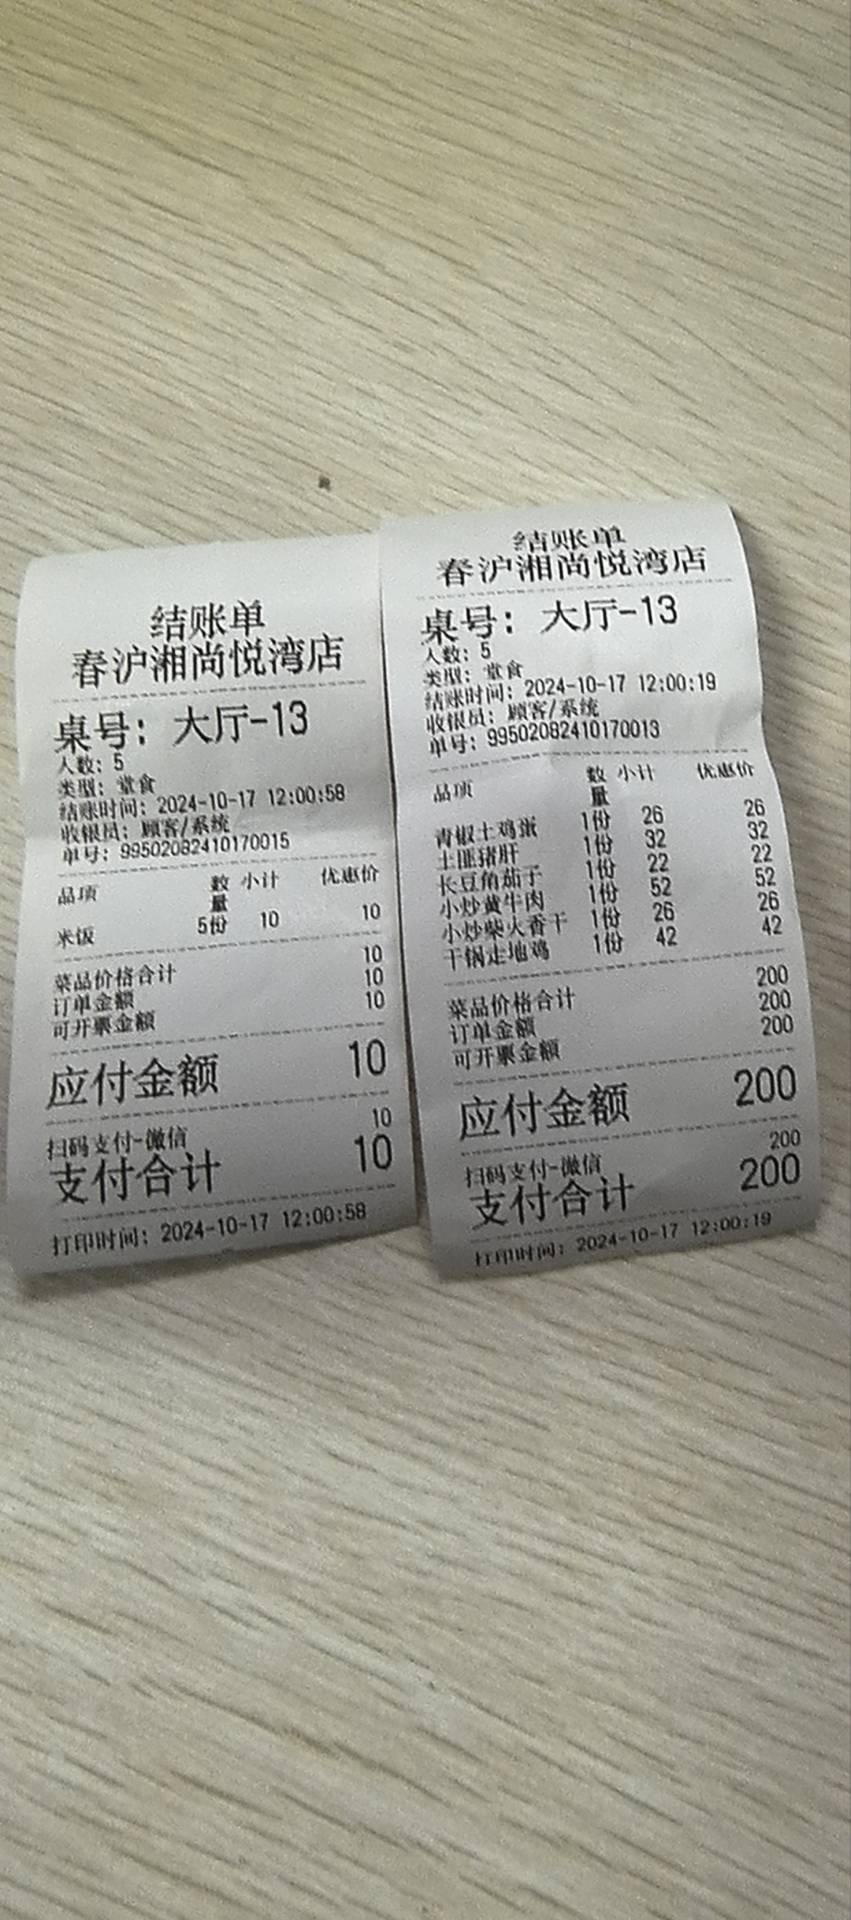 结账单
春沪湘尚悦湾店
桌号：大厅-13
人数：5
类型：堂食
结账时间：2024-10-17 12:00:58
收银员：顾客/系统
单号：99502082410170015
品项 数量 小计 优惠价
米饭 5份 10 10
菜品价格合计 10
订单金额 10
可开票金额 10
应付金额 10
扫码支付-微信 10
支付合计 10
打印时间：2024-10-17 12:00:58
结账单
春沪湘尚悦湾店
桌号：大厅-13
人数：5
类型：堂食
结账时间：2024-10-17 12:00:19
收银员：顾客/系统
单号：99502082410170013
品项 数量 小计 优惠价
青椒土鸡蛋 1份 26 26
土匪猪肝 1份 32 32
长豆角茄子 1份 22 22
小炒黄牛肉 1份 52 52
小炒柴火香干 1份 26 26
干锅走地鸡 1份 42 42
菜品价格合计 200
订单金额 200
可开票金额 200
应付金额 200
扫码支付-微信 200
支付合计 200
打印时间：2024-10-17 12:00:19